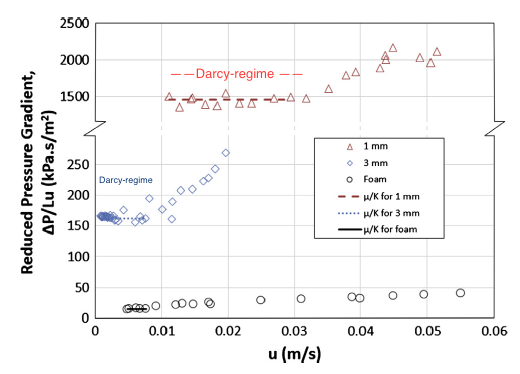 2500
2000
1500
— —Darcy-regime — —
Reduced Pressure Gradient,
ΔP/Lu (kPa.s/m²)
250
200
150
100
50
0
Darcy-regime
1 mm
3 mm
Foam
μ/K for 1 mm
μ/K for 3 mm
μ/K for foam
0 0.01 0.02 0.03 0.04 0.05 0.06
u (m/s)